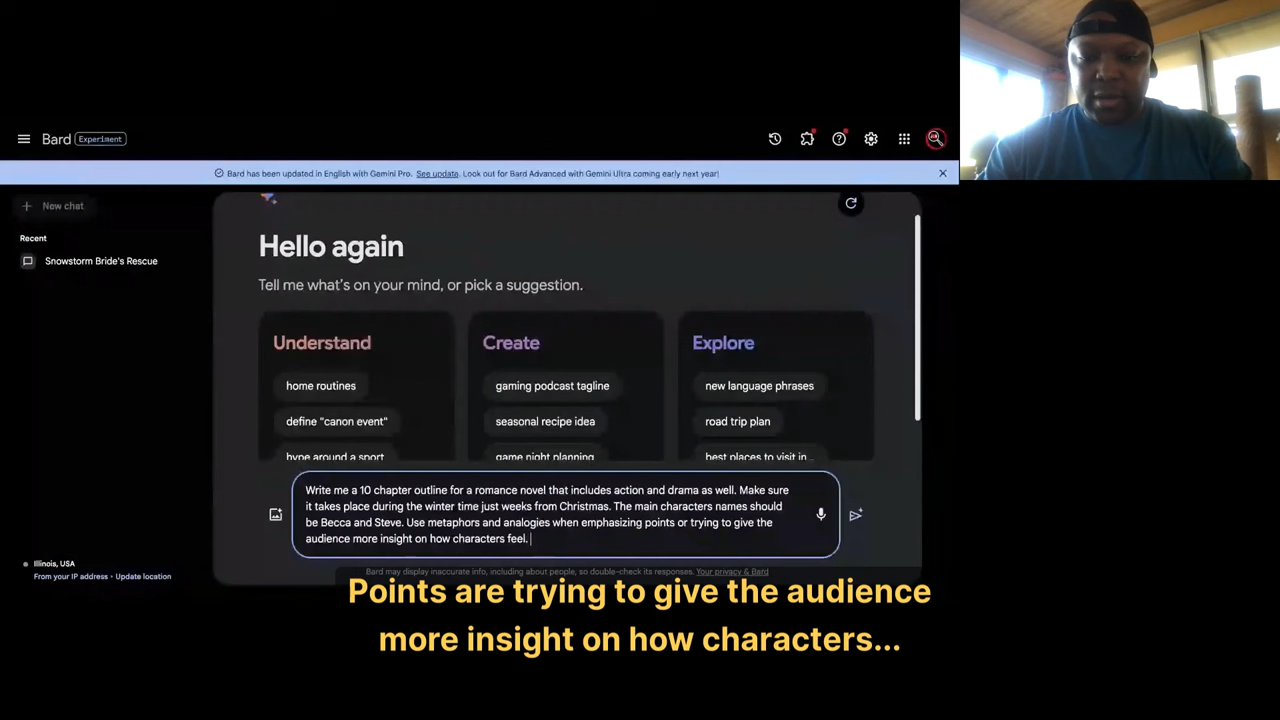 Bard Experiment
Bard has been updated in English with Gemini Pro. See update. Look out for Bard Advanced with Gemini Ultra coming early next year!
New chat
Recent
Snowstorm Bride's Rescue
Hello again
Tell me what's on your mind, or pick a suggestion.
Understand
home routines
define "canon event"
hype around a sport
Create
gaming podcast tagline
seasonal recipe idea
game night planning
Explore
new language phrases
road trip plan
best places to visit in...
Write me a 10 chapter outline for a romance novel that includes action and drama as well. Make sure
it takes place during the winter time just weeks from Christmas. The main characters names should
be Becca and Steve. Use metaphors and analogies when emphasizing points or trying to give the
audience more insight on how characters feel.
Illinois, USA
From your IP address • Update location
Bard may display inaccurate info, including about people, so double-check its responses. Your privacy & Bard
Points are trying to give the audience
more insight on how characters...